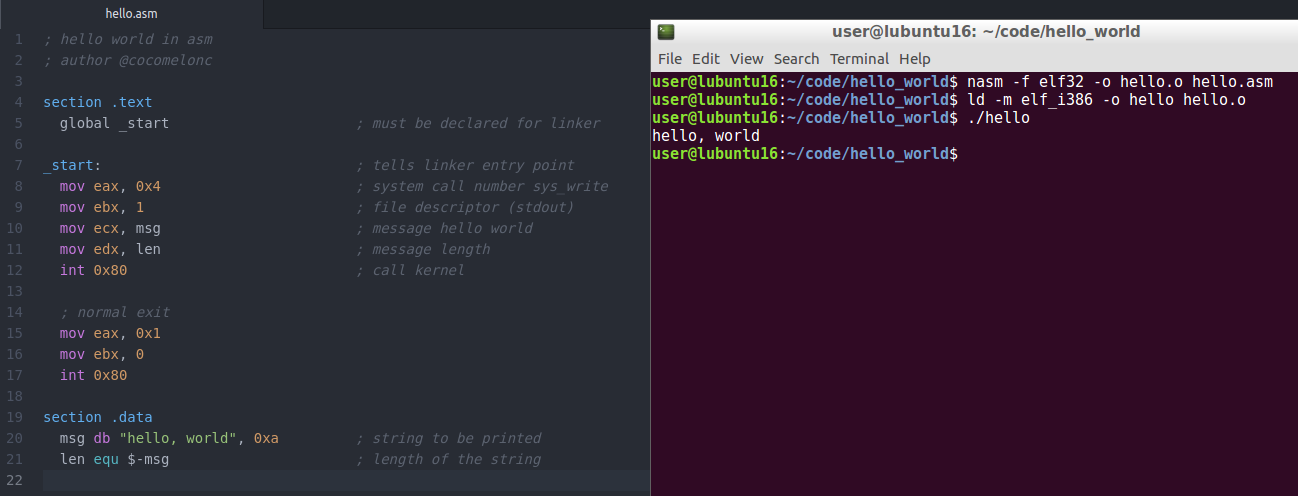 hello.asm
1 ; hello world in asm
2 ; author @cocomelonc
3
4 section .text
5   global _start                      ; must be declared for linker
6
7 _start:                              ; tells linker entry point
8   mov eax, 0x4                       ; system call number sys_write
9   mov ebx, 1                         ; file descriptor (stdout)
10   mov ecx, msg                       ; message hello world
11   mov edx, len                       ; message length
12   int 0x80                           ; call kernel
13
14   ; normal exit
15   mov eax, 0x1
16   mov ebx, 0
17   int 0x80
18
19 section .data
20   msg db "hello, world", 0xa         ; string to be printed
21   len equ $-msg                      ; length of the string
22
user@lubuntu16: ~/code/hello_world
File Edit View Search Terminal Help
user@lubuntu16:~/code/hello_world$ nasm -f elf32 -o hello.o hello.asm
user@lubuntu16:~/code/hello_world$ ld -m elf_i386 -o hello hello.o
user@lubuntu16:~/code/hello_world$ ./hello
hello, world
user@lubuntu16:~/code/hello_world$